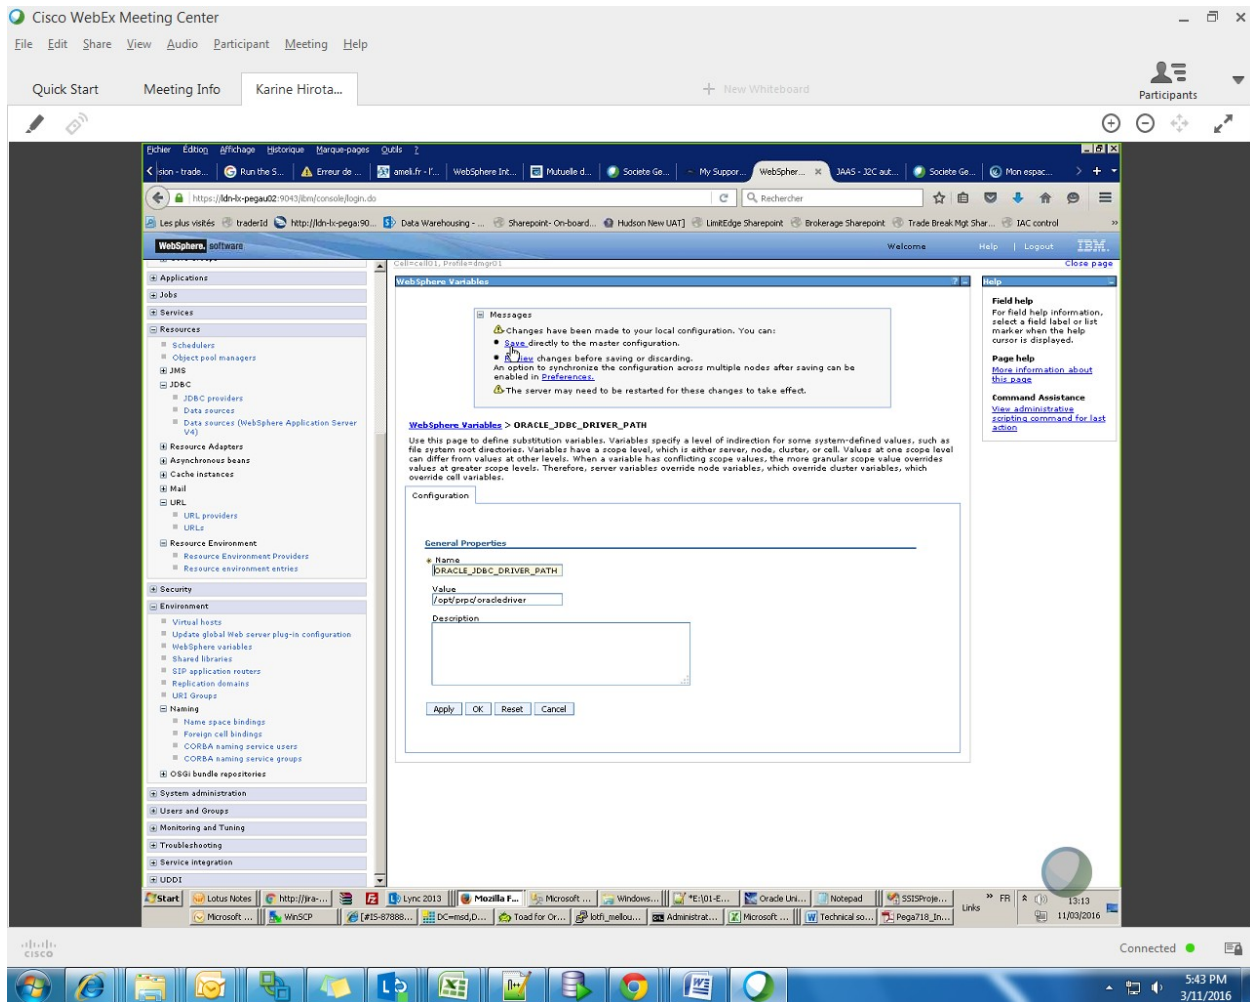 Cisco WebEx Meeting Center
File Edit Share View Audio Participant Meeting Help
Quick Start Meeting Info Karine Hirota... + New Whiteboard
Participants
Fichier Édition Affichage Historique Marque-pages Outils ?
ision - trade... Run the S... Erreur de ... ameli.fr - l'... WebSphere Int... Mutuelle d... Societe Ge... My Suppor... WebSpher... JAAS - J2C aut... Societe Ge... Mon espac...
https://ldn-lx-pegau02:9043/ibm/console/login.do Rechercher
Les plus visités traderId http://ldn-lx-pega:90... Data Warehousing - ... Sharepoint- On-board... Hudson New UAT] LimitEdge Sharepoint Brokerage Sharepoint Trade Break Mgt Shar... IAC control
WebSphere. software Welcome Help | Logout IBM.
Cell=cell01, Profile=dmgr01 Close page
Applications
Jobs
Services
Resources
Schedulers
Object pool managers
JMS
JDBC
JDBC providers
Data sources
Data sources (WebSphere Application Server
V4)
Resource Adapters
Asynchronous beans
Cache instances
Mail
URL
URL providers
URLs
Resource Environment
Resource Environment Providers
Resource environment entries
Security
Environment
Virtual hosts
Update global Web server plug-in configuration
WebSphere variables
Shared libraries
SIP application routers
Replication domains
URI Groups
Naming
Name space bindings
Foreign cell bindings
CORBA naming service users
CORBA naming service groups
OSGi bundle repositories
System administration
Users and Groups
Monitoring and Tuning
Troubleshooting
Service integration
UDDI
WebSphere Variables
Messages
Changes have been made to your local configuration. You can:
Save directly to the master configuration.
changes before saving or discarding.
An option to synchronize the configuration across multiple nodes after saving can be
enabled in Preferences.
The server may need to be restarted for these changes to take effect.
WebSphere Variables > ORACLE_JDBC_DRIVER_PATH
Use this page to define substitution variables. Variables specify a level of indirection for some system-defined values, such as
file system root directories. Variables have a scope level, which is either server, node, cluster, or cell. Values at one scope level
can differ from values at other levels. When a variable has conflicting scope values, the more granular scope value overrides
values at greater scope levels. Therefore, server variables override node variables, which override cluster variables, which
override cell variables.
Configuration
General Properties
* Name
ORACLE_JDBC_DRIVER_PATH
Value
/opt/prpc/oracledriver
Description
Apply OK Reset Cancel
Help
Field help
For field help information,
select a field label or list
marker when the help
cursor is displayed.
Page help
More information about
this page
Command Assistance
View administrative
scripting command for last
action
Start Lotus Notes http://jira-... Lync 2013 Mozilla F... Microsoft ... Windows... *E:\01-E... Oracle Uni... Notepad SSISProje... Links » FR 13:13
Microsoft ... WinSCP [#IS-87888... DC=msd,D... Toad for Or... lotfi_mellou... Administrat... Microsoft ... Technical so... Pega718_In... 11/03/2016
CISCO Connected
5:43 PM
3/11/2016